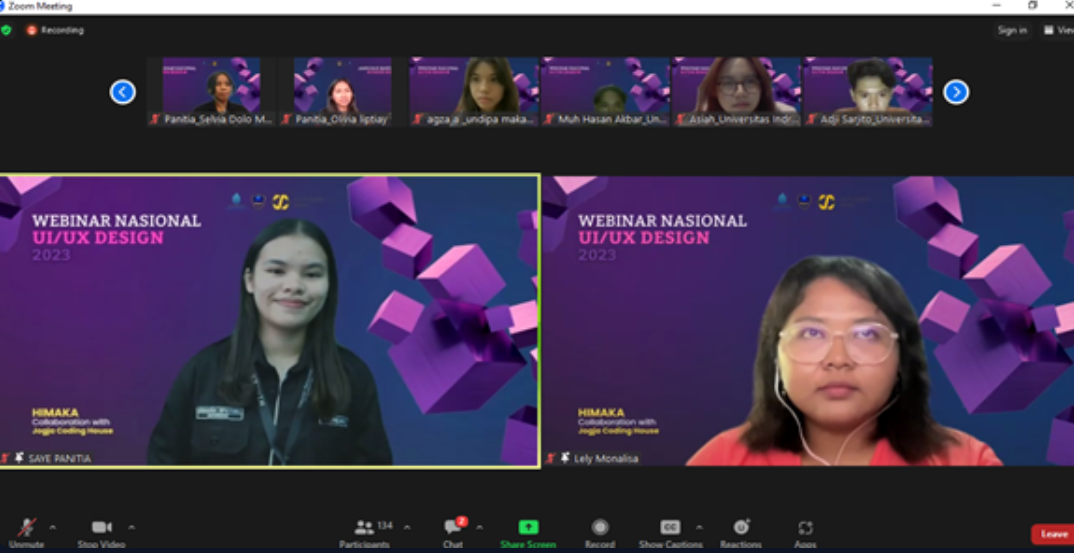 Zoom Meeting
Recording
Sign in
View
Panitia_Selvia Dolo M...
Panitia_Olivia liptiay
agza a _undipa maka...
Muh Hasan Akbar_Un...
Asiah_Universitas Indr...
Adji Sarjito_Universita...
WEBINAR NASIONAL
UI/UX DESIGN
2023
HIMAKA
Collaboration with
Jogja Coding House
SAYE PANITIA
WEBINAR NASIONAL
UI/UX DESIGN
2023
HIMAKA
Collaboration with
Jogja Coding House
Lely Monalisa
Unmute
Stop Video
134
Participants
2
Chat
Share Screen
Record
CC
Show Captions
Reactions
Apps
Leave